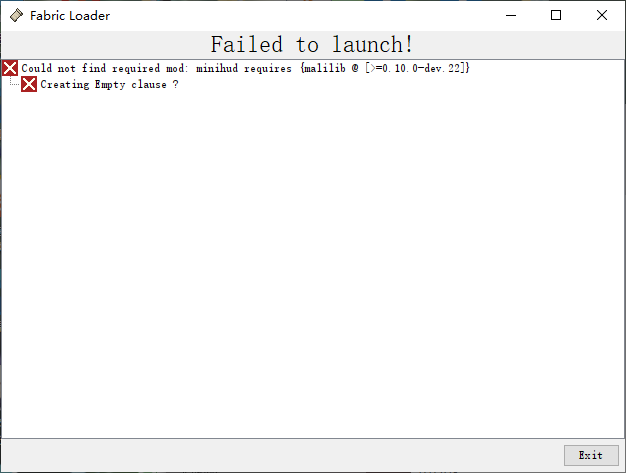 Fabric Loader
Failed to launch!
Could not find required mod: minihud requires {malilib @ [>=0.10.0-dev.22]}
Creating Empty clause ?
Exit